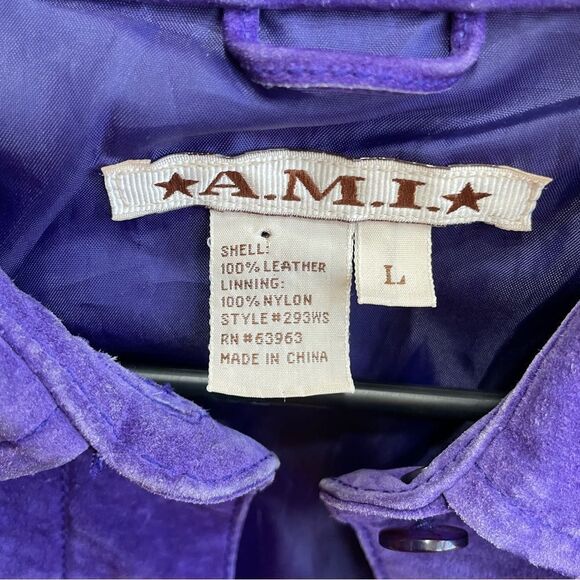 ★A.M.I.★
SHELL:
100% LEATHER
LINNING:
100% NYLON
STYLE#293WS
RN #63963
MADE IN CHINA
L